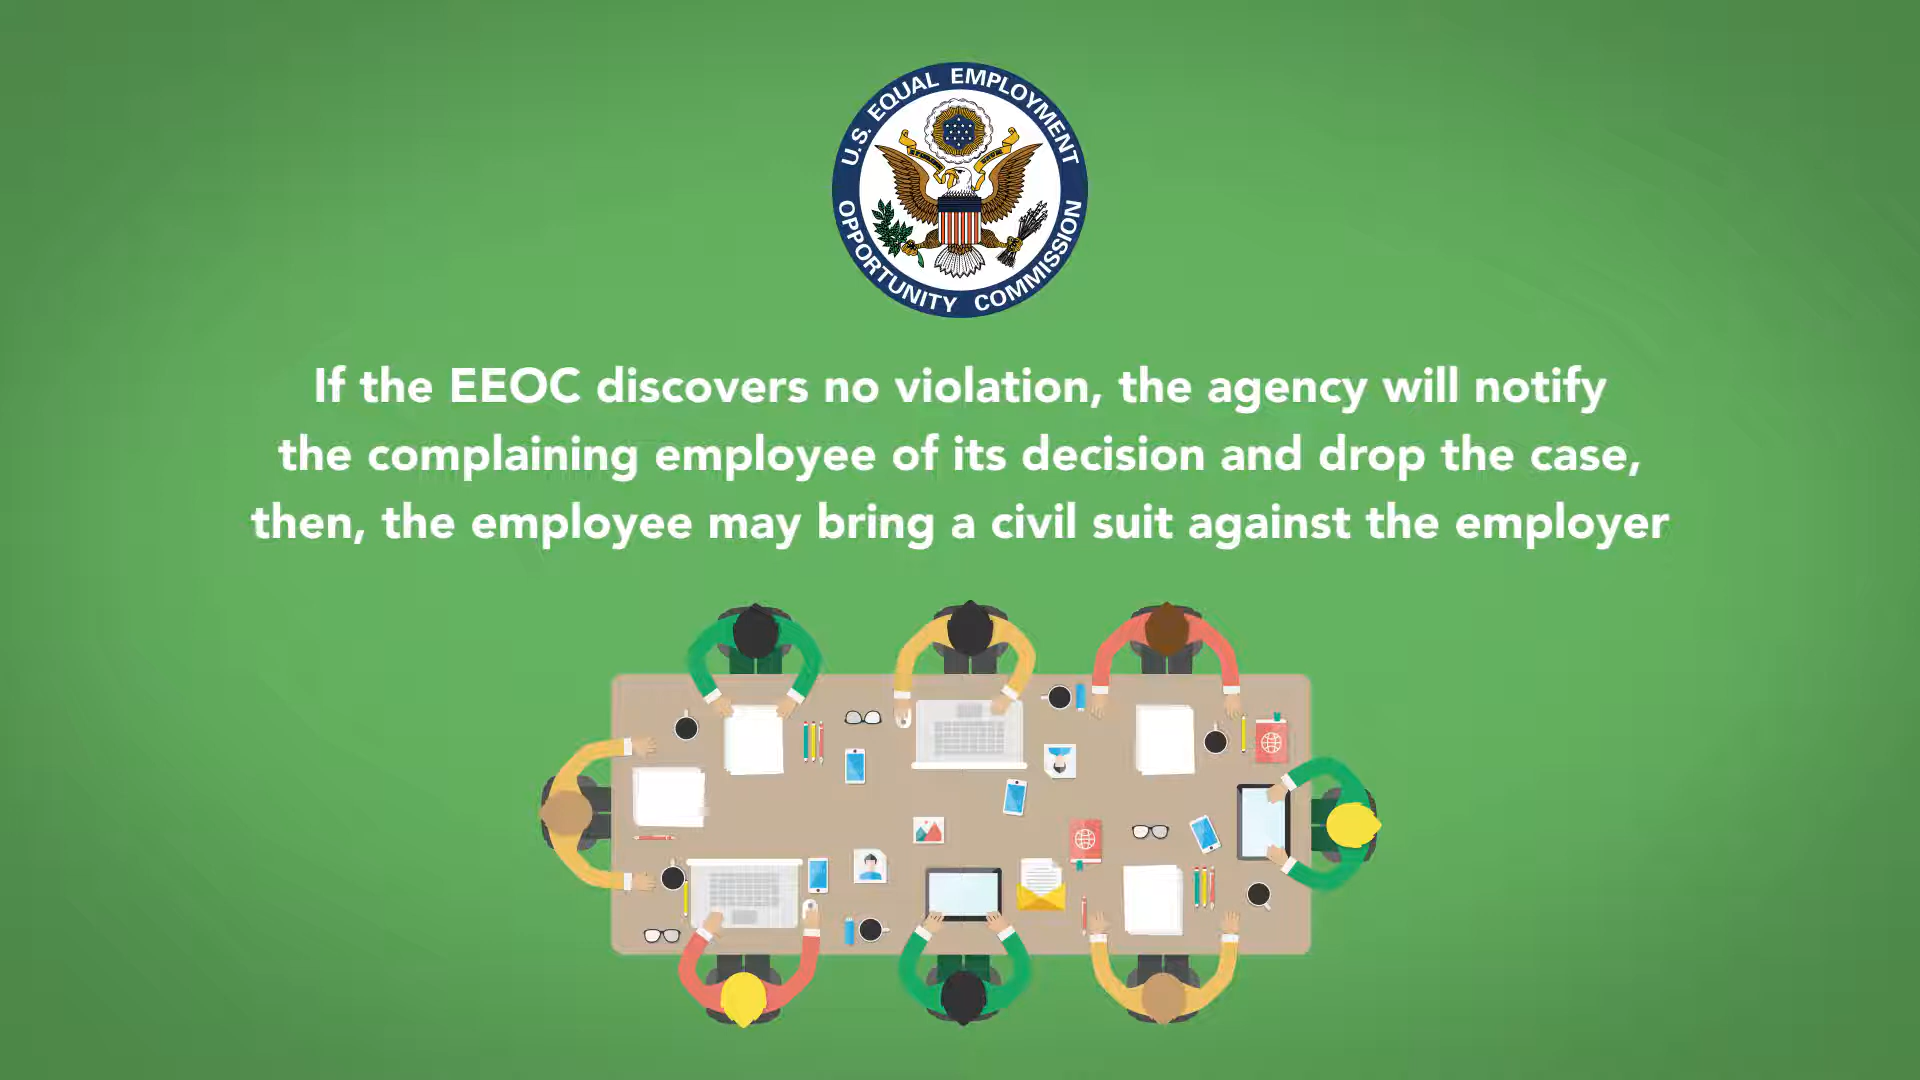 U.S. EQUAL EMPLOYMENT
OPPORTUNITY COMMISSION
If the EEOC discovers no violation, the agency will notify
the complaining employee of its decision and drop the case,
then, the employee may bring a civil suit against the employer